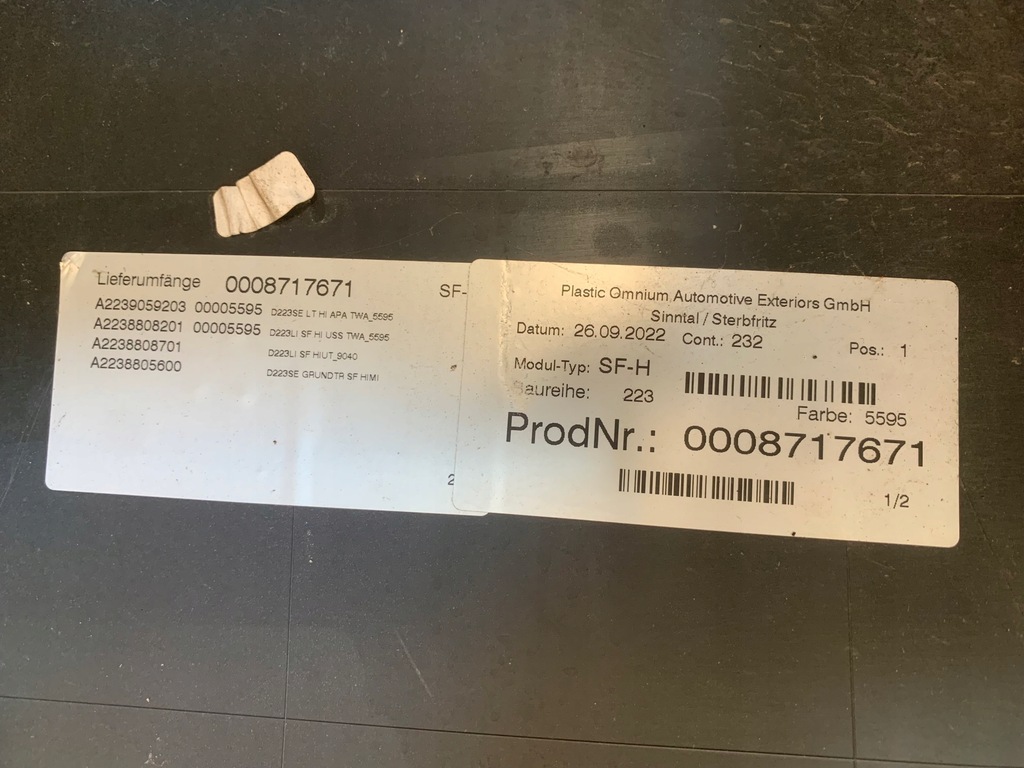 Lieferumfänge 0008717671 SF-
A2239059203 00005595 D223SE LT HI APA TWA_5595
A2238808201 00005595 D223LI SF HI USS TWA_5595
A2238808701 D223LI SF HIUT_9040
A2238805600 D223SE GRUNDTR SF HIMI
2
Plastic Omnium Automotive Exteriors GmbH
Sinntal / Sterbfritz
Datum: 26.09.2022 Cont.: 232 Pos.: 1
Modul-Typ: SF-H
Baureihe: 223
Farbe: 5595
ProdNr.: 0008717671
1/2